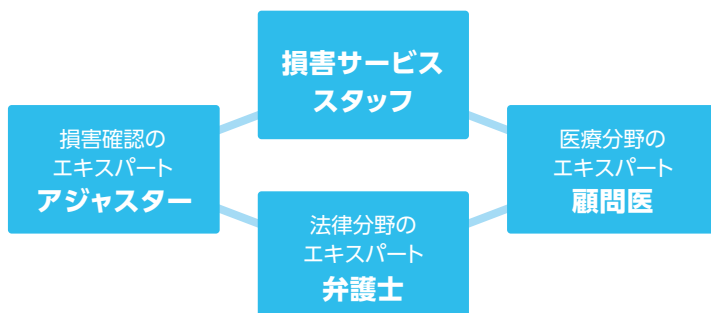 損害サービス
スタッフ
損害確認の
エキスパート
アジャスター
医療分野の
エキスパート
顧問医
法律分野の
エキスパート
弁護士